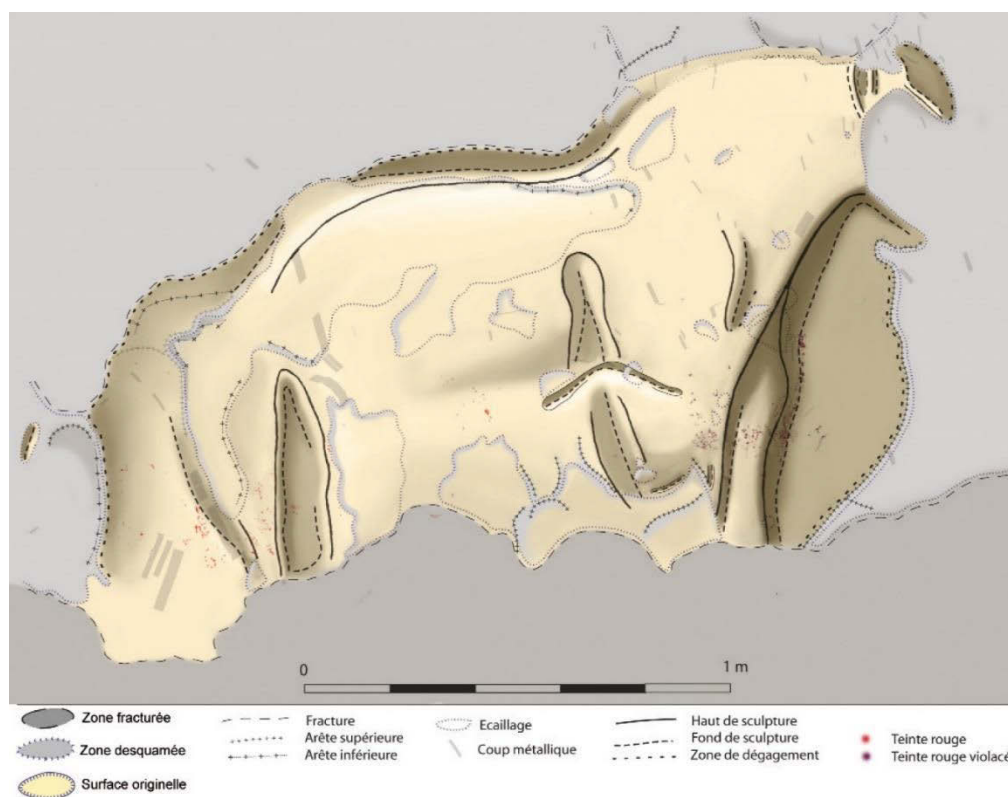 0 1 m
Zone fracturée
Zone desquamée
Surface originelle
Fracture
Arête supérieure
Arête inférieure
Ecaillage
Coup métallique
Haut de sculpture
Fond de sculpture
Zone de dégagement
Teinte rouge
Teinte rouge violacé